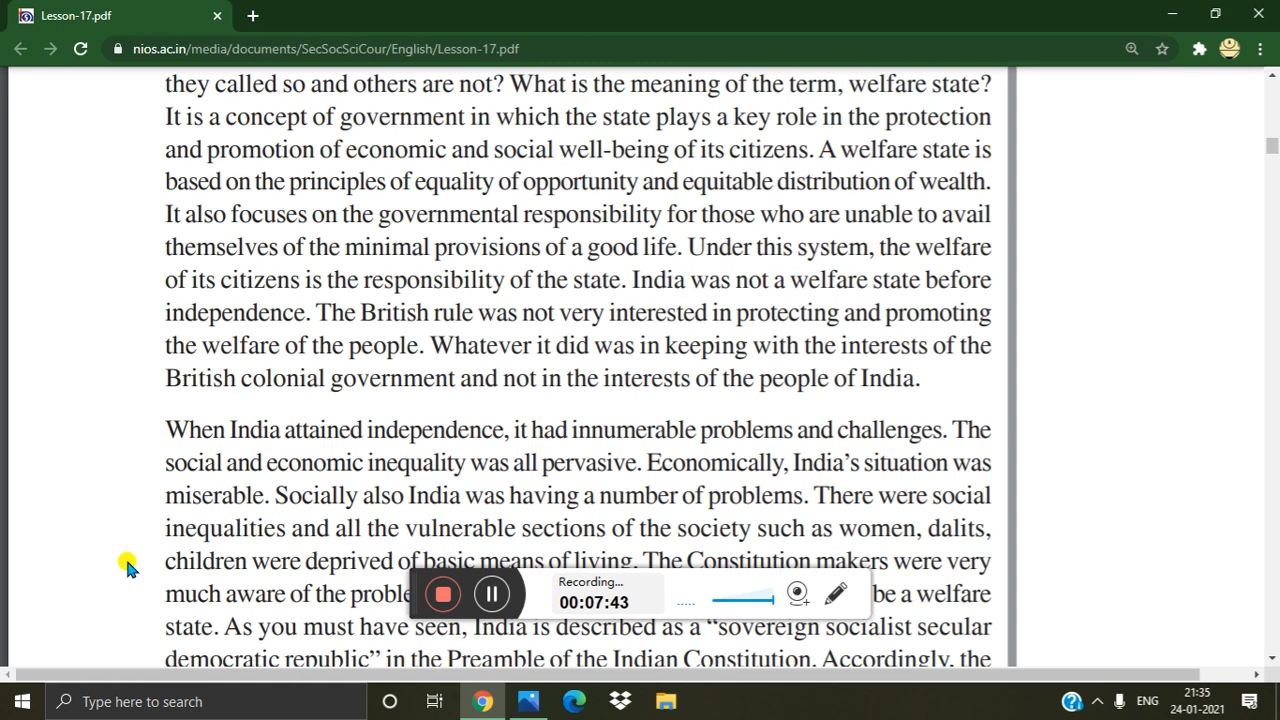 Lesson-17.pdf
nios.ac.in/media/documents/SecSocSciCour/English/Lesson-17.pdf
they called so and others are not? What is the meaning of the term, welfare state?
It is a concept of government in which the state plays a key role in the protection
and promotion of economic and social well-being of its citizens. A welfare state is
based on the principles of equality of opportunity and equitable distribution of wealth.
It also focuses on the governmental responsibility for those who are unable to avail
themselves of the minimal provisions of a good life. Under this system, the welfare
of its citizens is the responsibility of the state. India was not a welfare state before
independence. The British rule was not very interested in protecting and promoting
the welfare of the people. Whatever it did was in keeping with the interests of the
British colonial government and not in the interests of the people of India.
When India attained independence, it had innumerable problems and challenges. The
social and economic inequality was all pervasive. Economically, India's situation was
miserable. Socially also India was having a number of problems. There were social
inequalities and all the vulnerable sections of the society such as women, dalits,
children were deprived of basic means of living. The Constitution makers were very
much aware of the proble be a welfare
state. As you must have seen, India is described as a “sovereign socialist secular
democratic republic” in the Preamble of the Indian Constitution. Accordingly, the
Recording...
00:07:43
Type here to search
ENG
21:35
24-01-2021